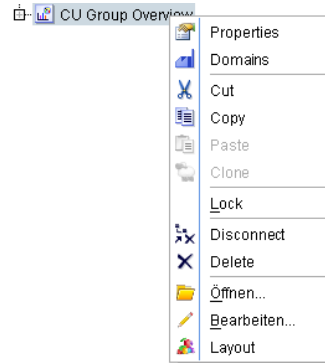 CU Group Overview
Properties
Domains
Cut
Copy
Paste
Clone
Lock
Disconnect
Delete
Öffnen...
Bearbeiten...
Layout